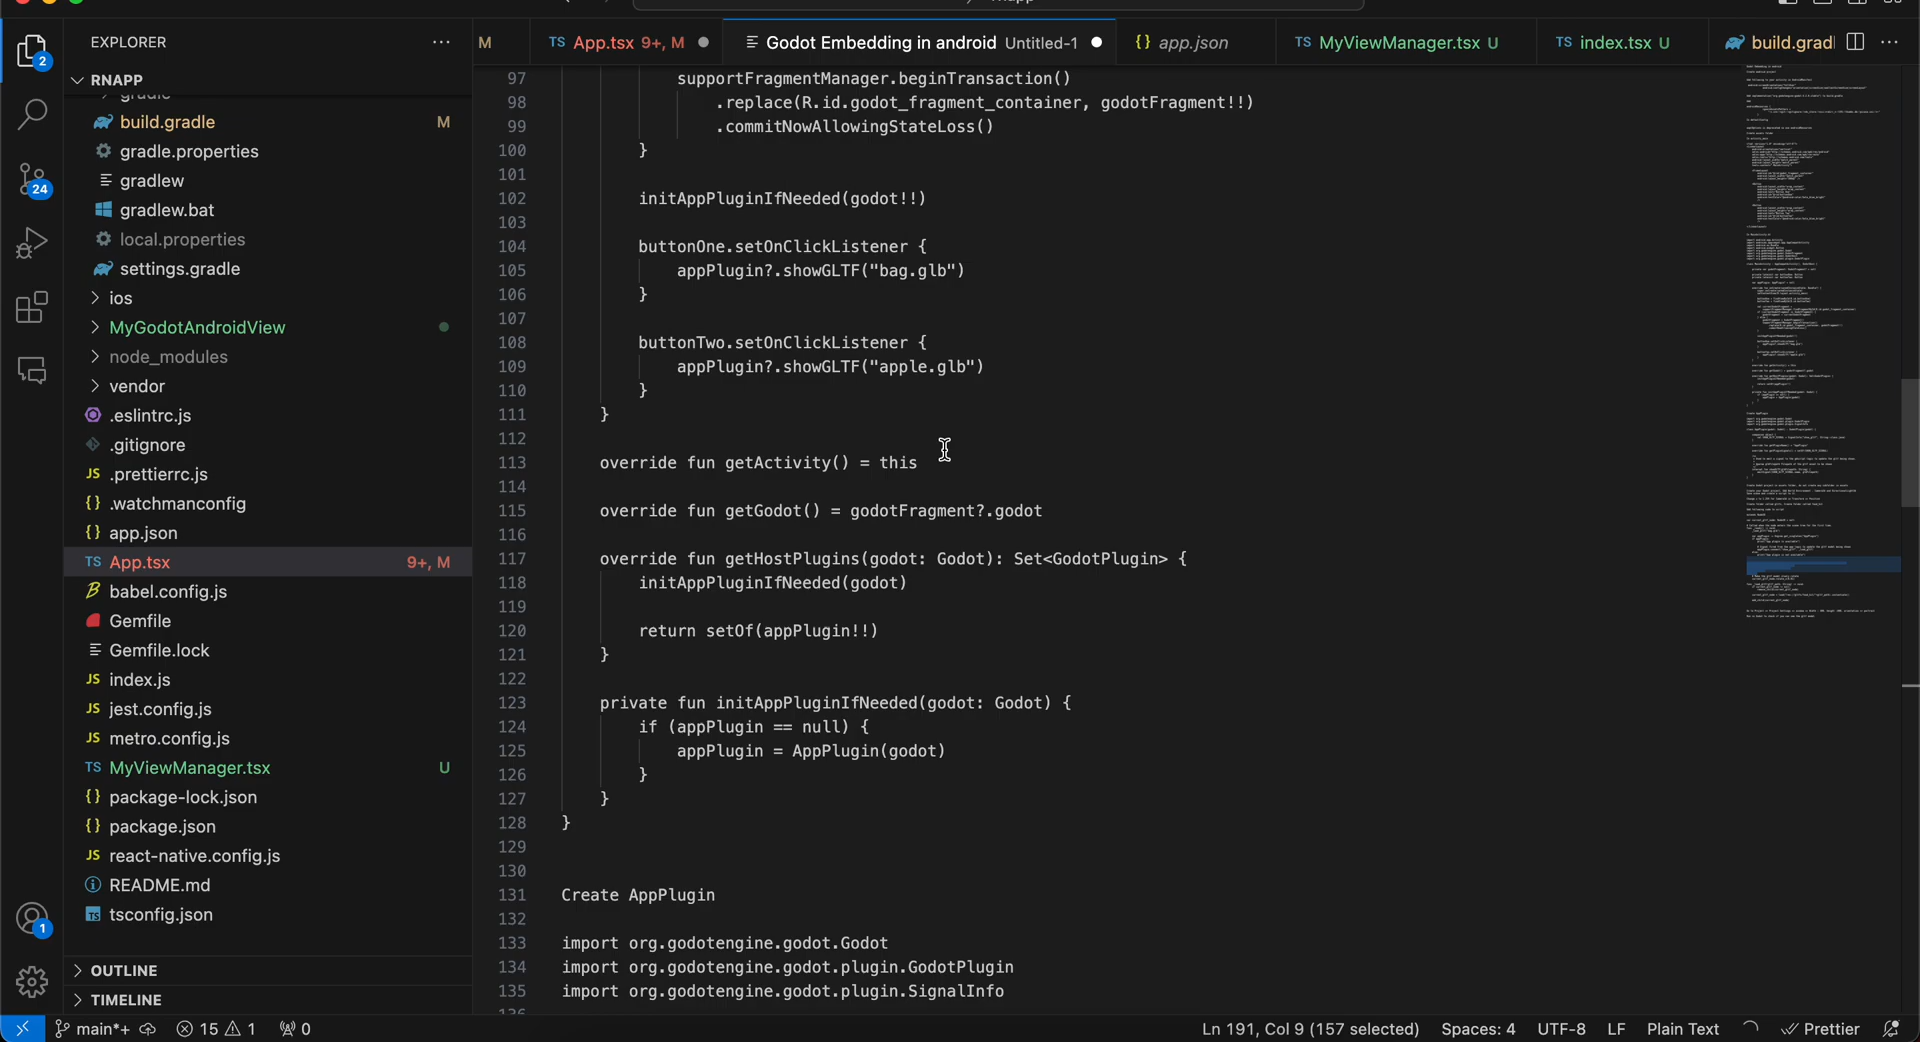 EXPLORER
RNAPP
build.gradle M
gradle.properties
gradlew
gradlew.bat
local.properties
settings.gradle
ios
MyGodotAndroidView
node_modules
vendor
.eslintrc.js
.gitignore
.prettierrc.js
.watchmanconfig
app.json
App.tsx 9+, M
babel.config.js
Gemfile
Gemfile.lock
index.js
jest.config.js
metro.config.js
MyViewManager.tsx U
package-lock.json
package.json
react-native.config.js
README.md
tsconfig.json
OUTLINE
TIMELINE
2
24
1
M TS App.tsx 9+, M Godot Embedding in android Untitled-1 {} app.json TS MyViewManager.tsx U TS index.tsx U build.gradl
97 supportFragmentManager.beginTransaction()
98 .replace(R.id.godot_fragment_container, godotFragment!!)
99 .commitNowAllowingStateLoss()
100 }
101
102 initAppPluginIfNeeded(godot!!)
103
104 buttonOne.setOnClickListener {
105 appPlugin?.showGLTF("bag.glb")
106 }
107
108 buttonTwo.setOnClickListener {
109 appPlugin?.showGLTF("apple.glb")
110 }
111 }
112
113 override fun getActivity() = this
114
115 override fun getGodot() = godotFragment?.godot
116
117 override fun getHostPlugins(godot: Godot): Set<GodotPlugin> {
118 initAppPluginIfNeeded(godot)
119
120 return setOf(appPlugin!!)
121 }
122
123 private fun initAppPluginIfNeeded(godot: Godot) {
124 if (appPlugin == null) {
125 appPlugin = AppPlugin(godot)
126 }
127 }
128 }
129
130
131 Create AppPlugin
132
133 import org.godotengine.godot.Godot
134 import org.godotengine.godot.plugin.GodotPlugin
135 import org.godotengine.godot.plugin.SignalInfo
main*+ 15 1 0 Ln 191, Col 9 (157 selected) Spaces: 4 UTF-8 LF Plain Text Prettier